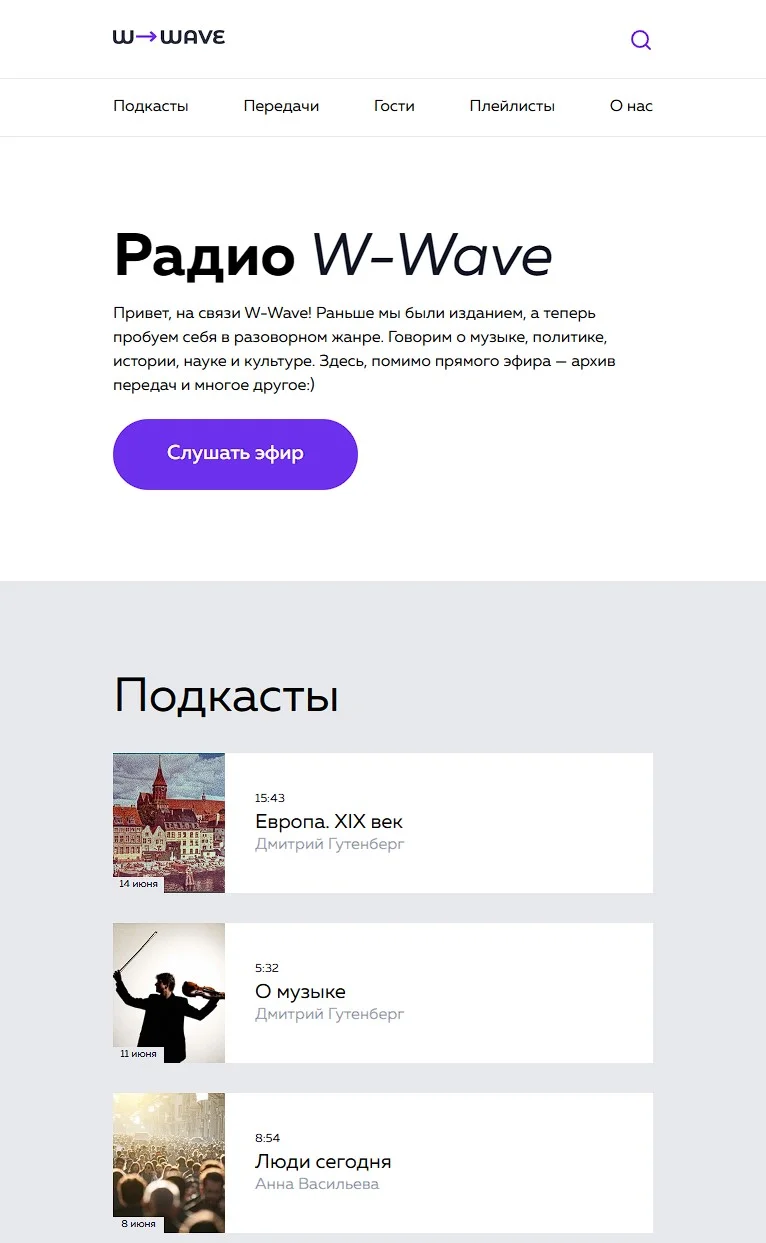 W→WAVE
Подкасты Передачи Гости Плейлисты О нас
Радио W-Wave
Привет, на связи W-Wave! Раньше мы были изданием, а теперь
пробуем себя в разоворном жанре. Говорим о музыке, политике,
истории, науке и культуре. Здесь, помимо прямого эфира — архив
передач и многое другое:)
Слушать эфир
Подкасты
15:43
Европа. XIX век
Дмитрий Гутенберг
14 июня
5:32
О музыке
Дмитрий Гутенберг
11 июня
8:54
Люди сегодня
Анна Васильева
8 июня